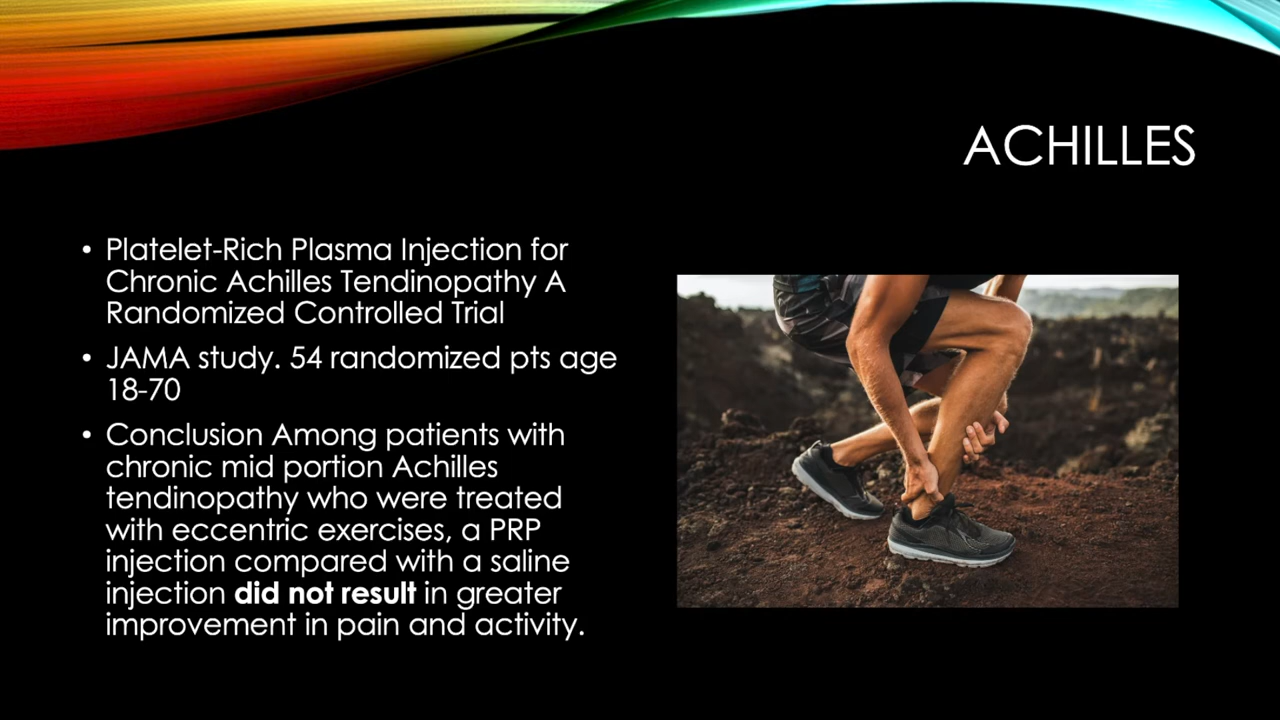 ACHILLES
• Platelet-Rich Plasma Injection for
Chronic Achilles Tendinopathy A
Randomized Controlled Trial
• JAMA study. 54 randomized pts age
18-70
• Conclusion Among patients with
chronic mid portion Achilles
tendinopathy who were treated
with eccentric exercises, a PRP
injection compared with a saline
injection did not result in greater
improvement in pain and activity.